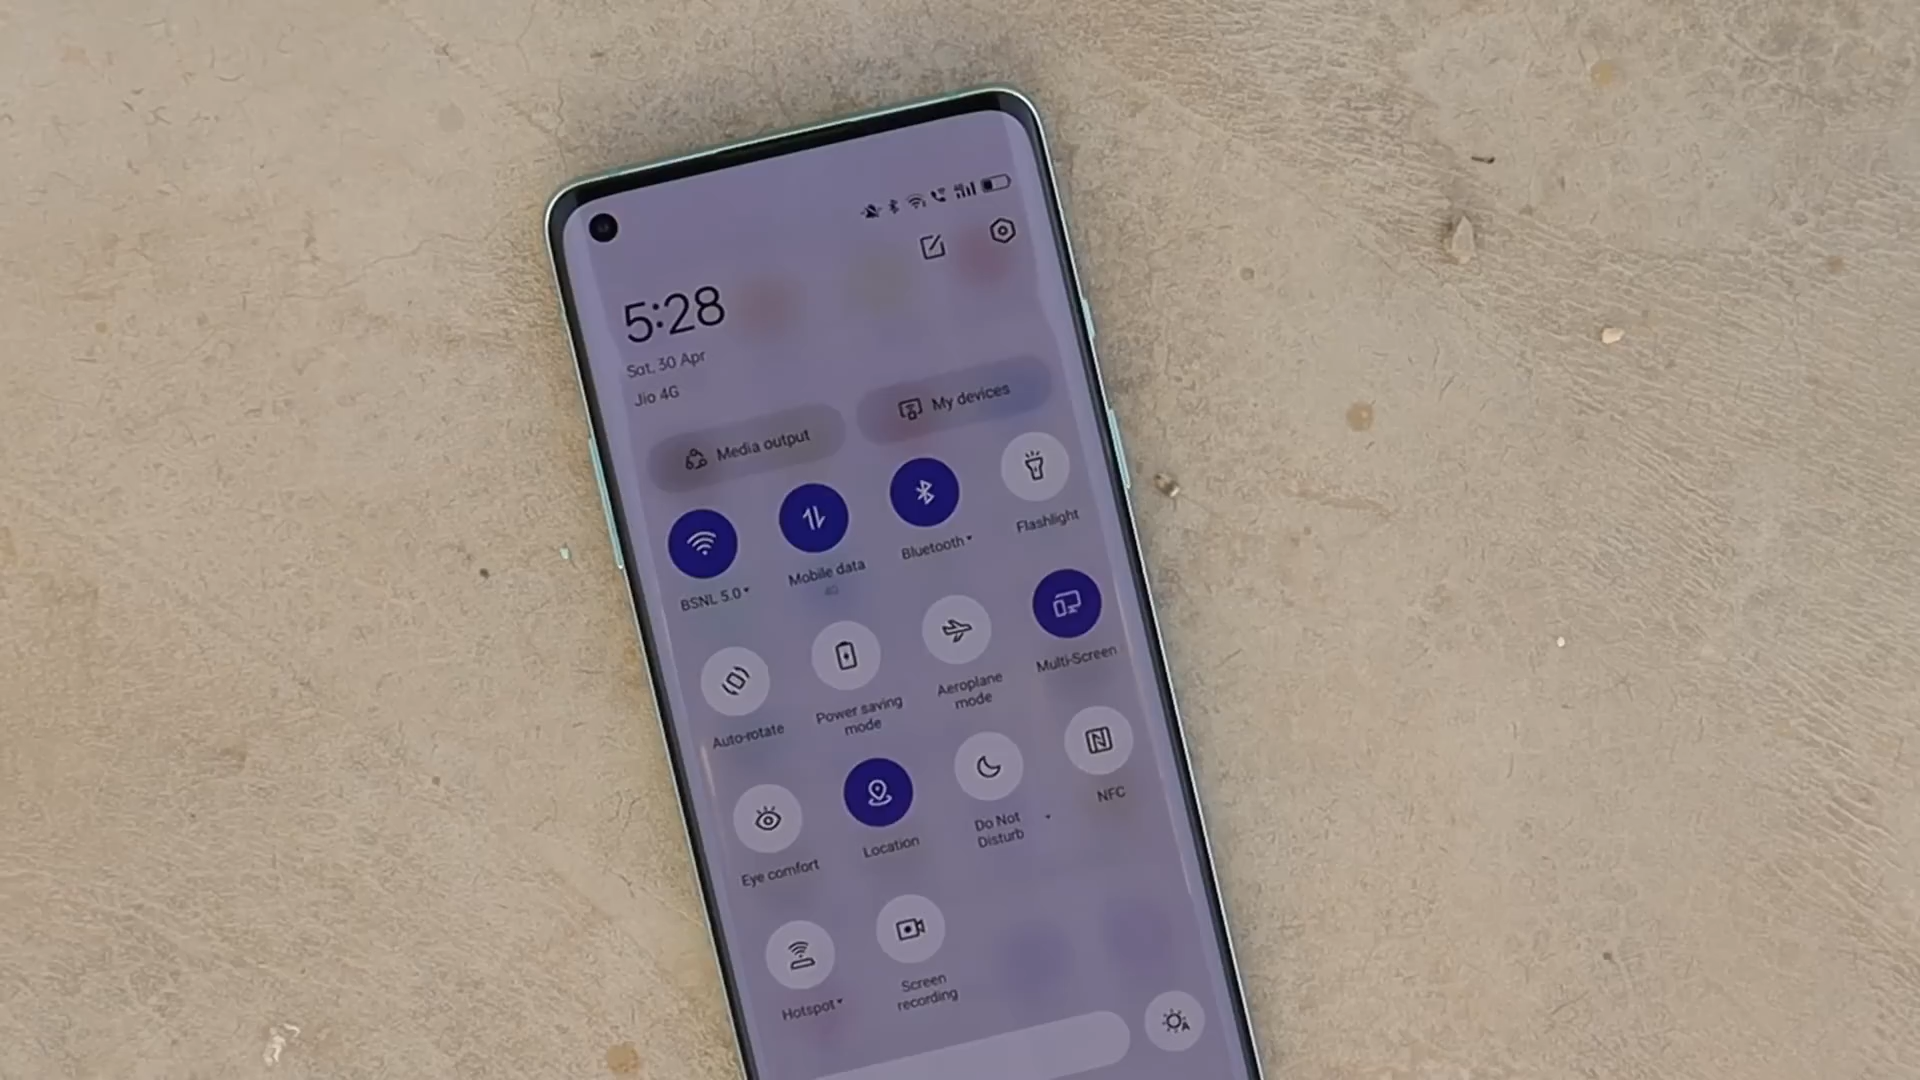 5:28
Sat, 30 Apr
Jio 4G
Media output
My devices
BSNL 5.0
Mobile data
4G
Bluetooth
Flashlight
Auto-rotate
Power saving
mode
Aeroplane
mode
Multi-Screen
Eye comfort
Location
Do Not
Disturb
NFC
Hotspot
Screen
recording